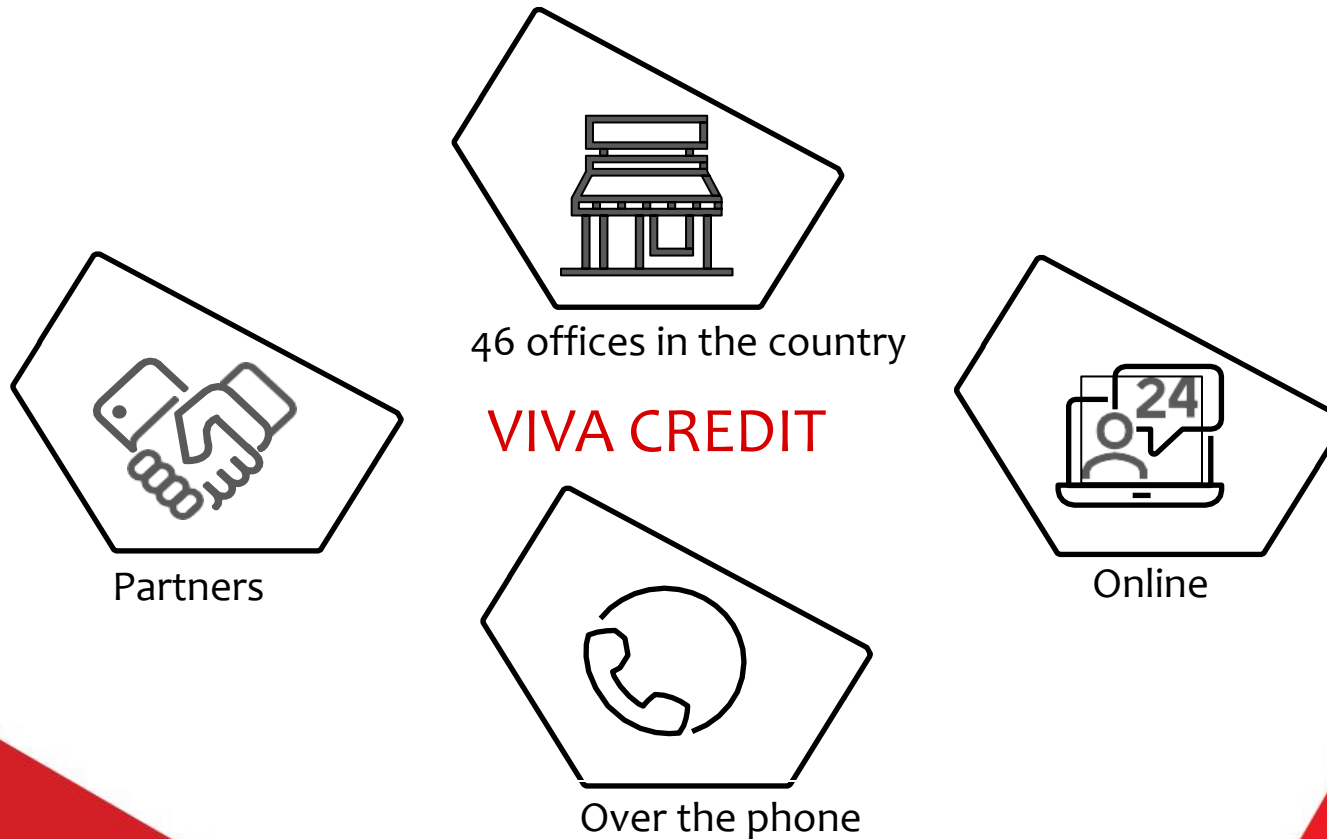 46 offices in the country
VIVA CREDIT
24
Partners
Online
Over the phone